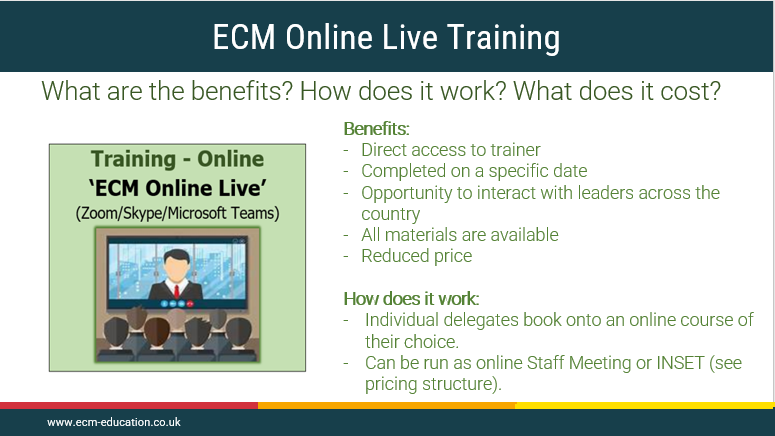 ECM Online Live Training
What are the benefits? How does it work? What does it cost?
Training - Online
‘ECM Online Live’
(Zoom/Skype/Microsoft Teams)
Benefits:
- Direct access to trainer
- Completed on a specific date
- Opportunity to interact with leaders across the
country
- All materials are available
- Reduced price
How does it work:
- Individual delegates book onto an online course of
their choice.
- Can be run as online Staff Meeting or INSET (see
pricing structure).
www.ecm-education.co.uk